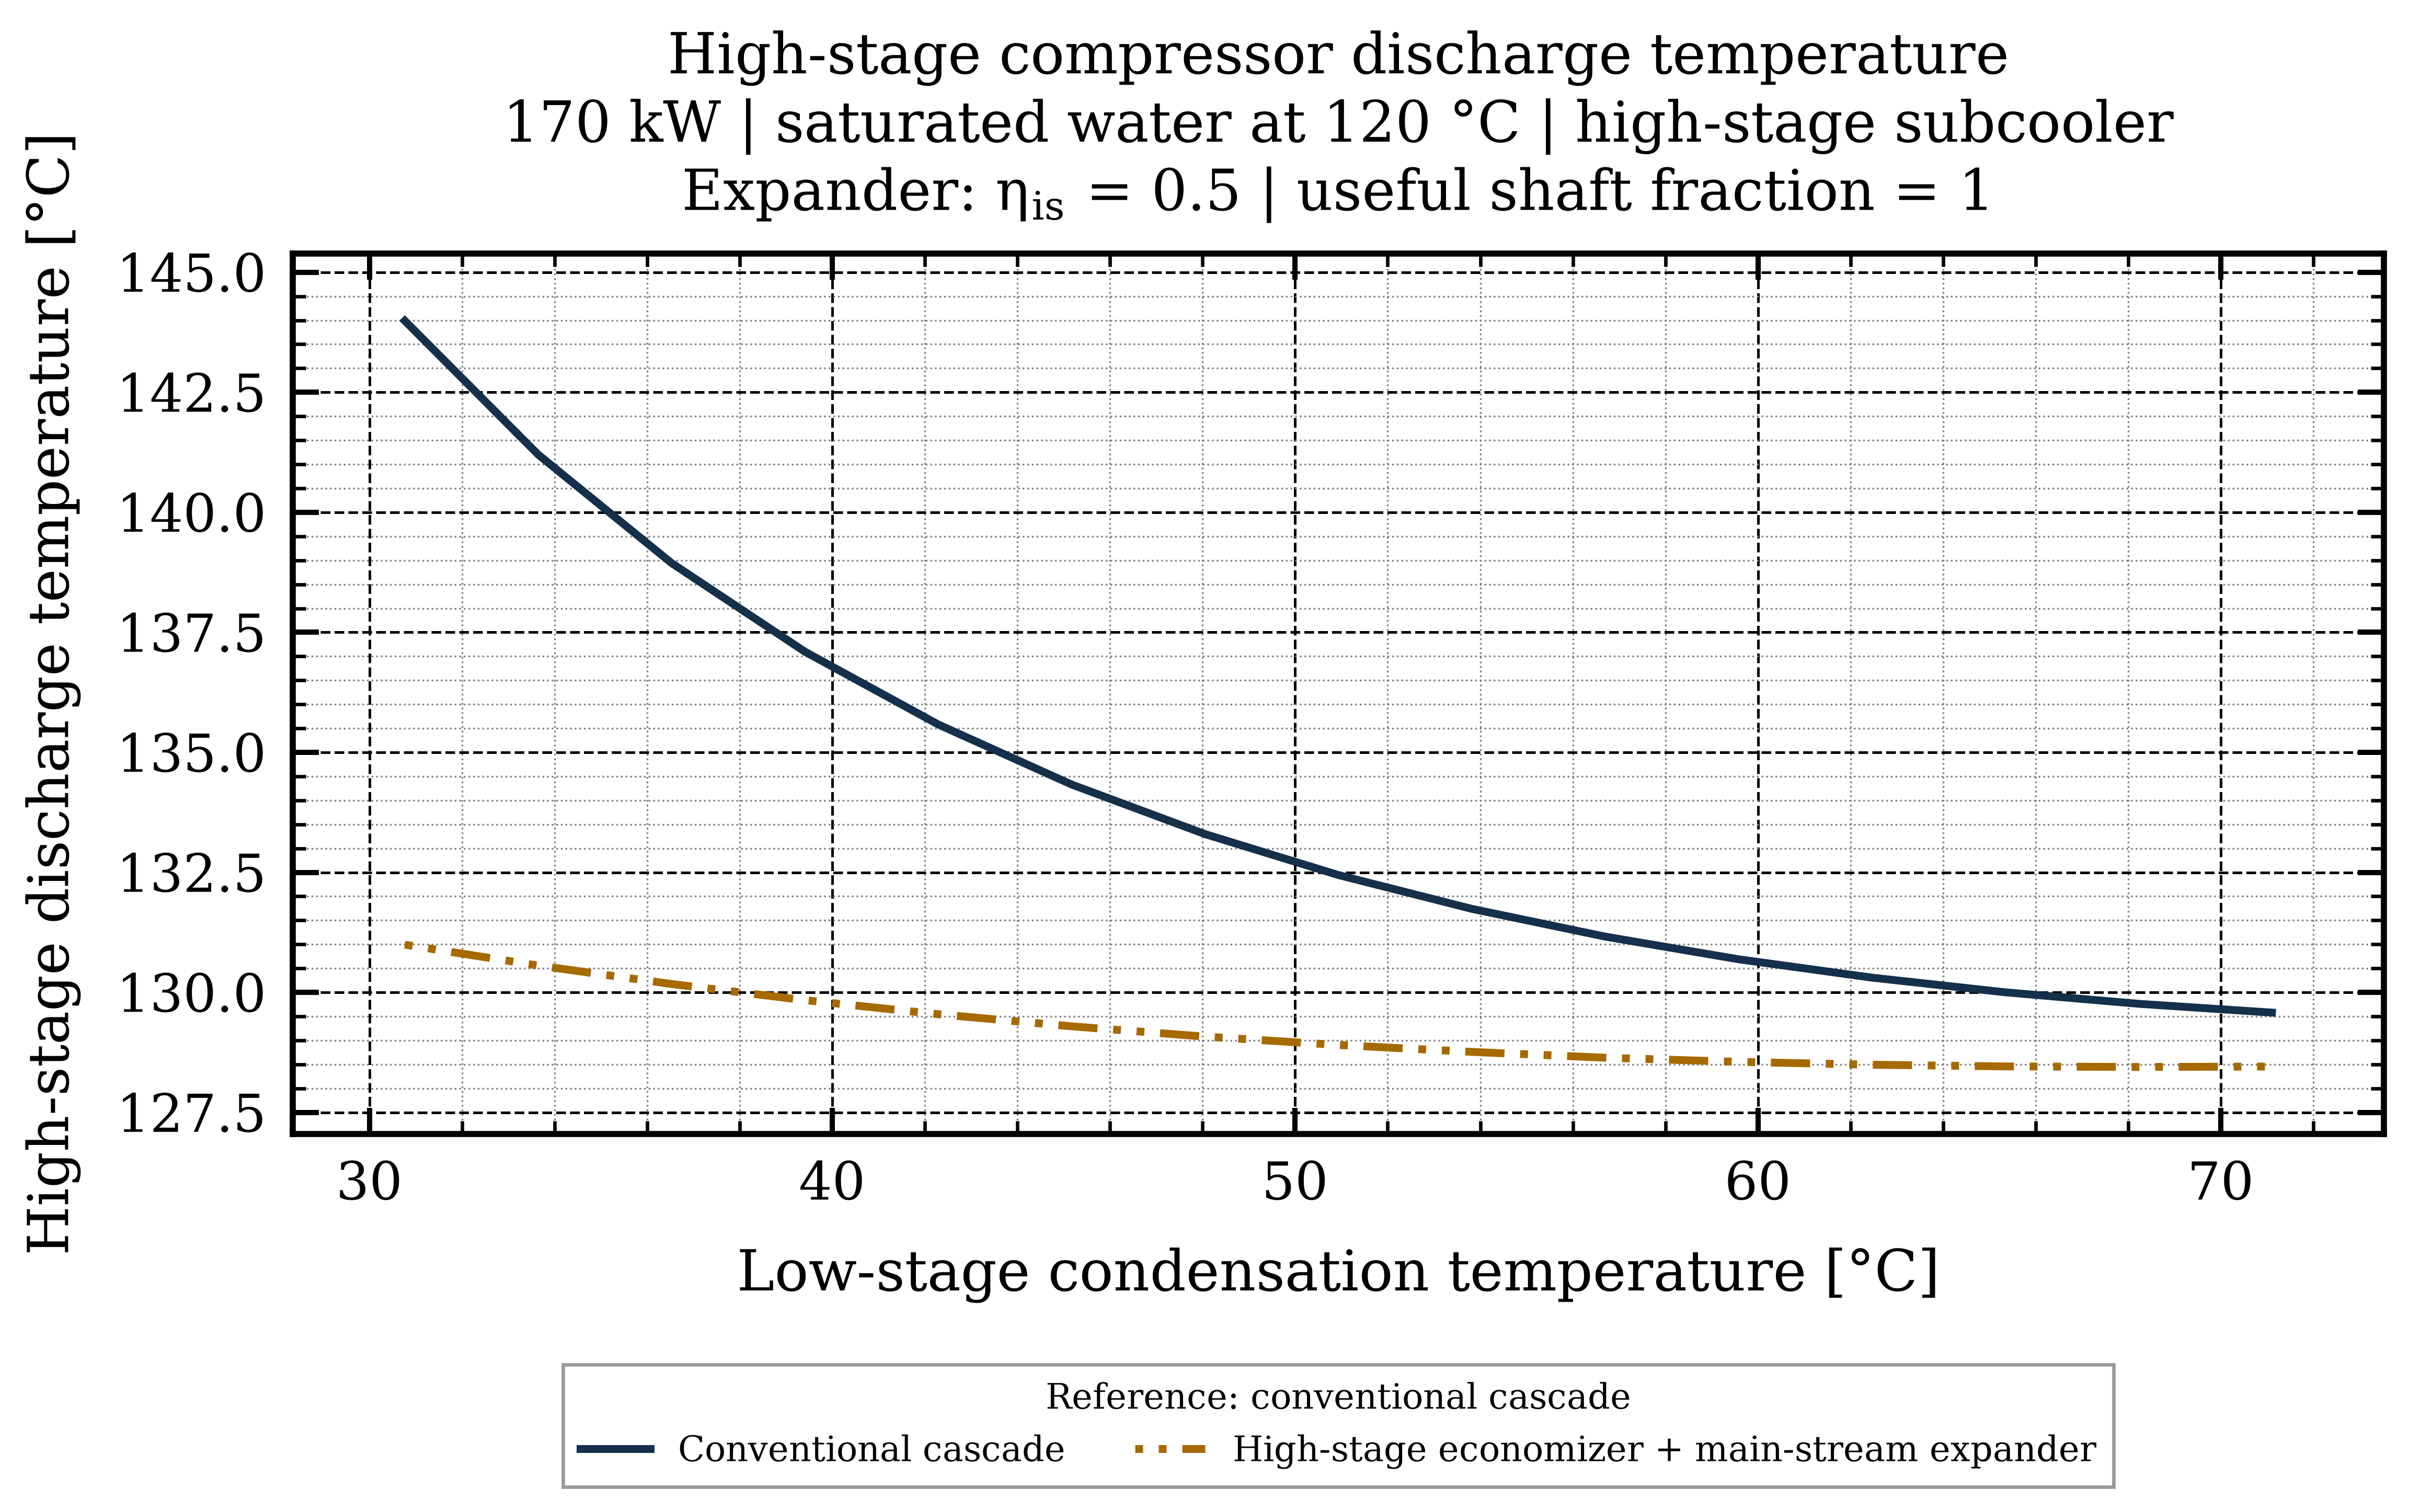 High-stage compressor discharge temperature
170 kW | saturated water at 120 °C | high-stage subcooler
Expander: ηis = 0.5 | useful shaft fraction = 1
High-stage discharge temperature [°C]
145.0
142.5
140.0
137.5
135.0
132.5
130.0
127.5
30 40 50 60 70
Low-stage condensation temperature [°C]
Reference: conventional cascade
Conventional cascade High-stage economizer + main-stream expander